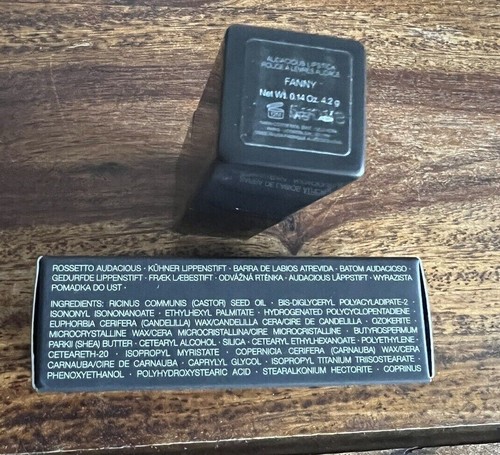 AUDACIOUS LIPSTICK
ROUGE À LÈVRES AUDACE
FANNY
Net Wt. 0.14 Oz. 4.2 g
ROSSETTO AUDACIOUS · KÜHNER LIPPENSTIFT · BARRA DE LABIOS ATREVIDA · BATOM AUDACIOSO ·
GEDURFDE LIPPENSTIFT · FRÆK LÆBESTIFT · ODVÁŽNÁ RTĚNKA · AUDACIOUS LÄPPSTIFT · WYRAZISTA
POMADKA DO UST ·
INGREDIENTS: RICINUS COMMUNIS (CASTOR) SEED OIL · BIS-DIGLYCERYL POLYACYLADIPATE-2 ·
ISONONYL ISONONANOATE · ETHYLHEXYL PALMITATE · HYDROGENATED POLYCYCLOPENTADIENE ·
EUPHORBIA CERIFERA (CANDELILLA) WAX/CANDELILLA CERA/CIRE DE CANDELILLA · OZOKERITE ·
MICROCRYSTALLINE WAX/CERA MICROCRISTALLINA/CIRE MICROCRISTALLINE · BUTYROSPERMUM
PARKII (SHEA) BUTTER · CETEARYL ALCOHOL · SILICA · CETEARYL ETHYLHEXANOATE · POLYETHYLENE ·
CETEARETH-20 · ISOPROPYL MYRISTATE · COPERNICIA CERIFERA (CARNAUBA) WAX/CERA
CARNAUBA/CIRE DE CARNAUBA · CAPRYLYL GLYCOL · ISOPROPYL TITANIUM TRIISOSTEARATE ·
PHENOXYETHANOL · POLYHYDROXYSTEARIC ACID · STEARALKONIUM HECTORITE · COPRINUS